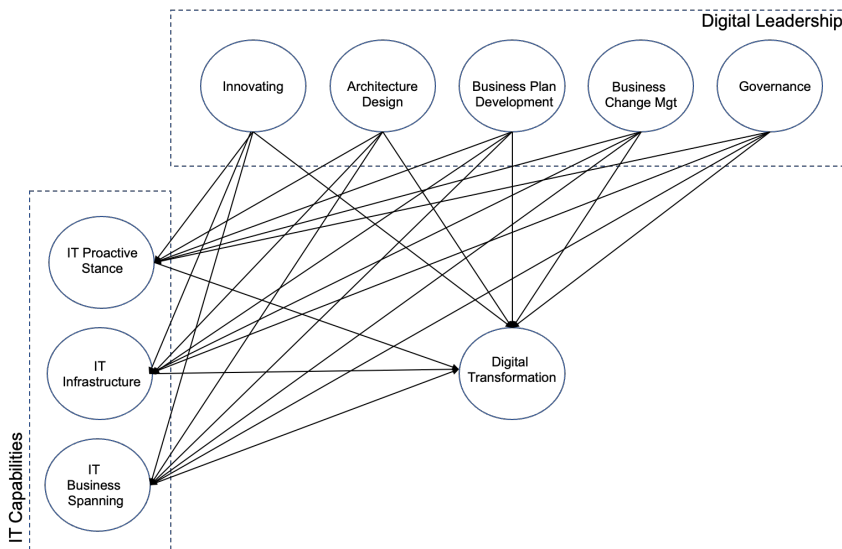 Digital Leadership
Innovating
Architecture
Design
Business Plan
Development
Business
Change Mgt
Governance
IT Proactive
Stance
IT
Infrastructure
IT
Business
Spanning
Digital
Transformation
IT Capabilities